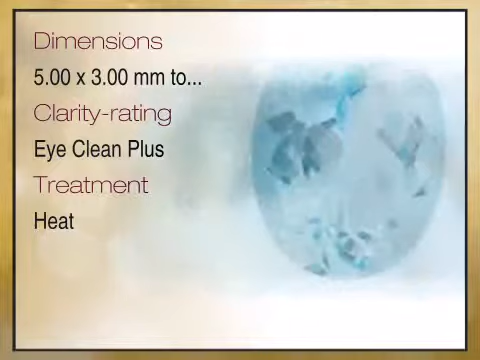 Dimensions
5.00 x 3.00 mm to...
Clarity-rating
Eye Clean Plus
Treatment
Heat